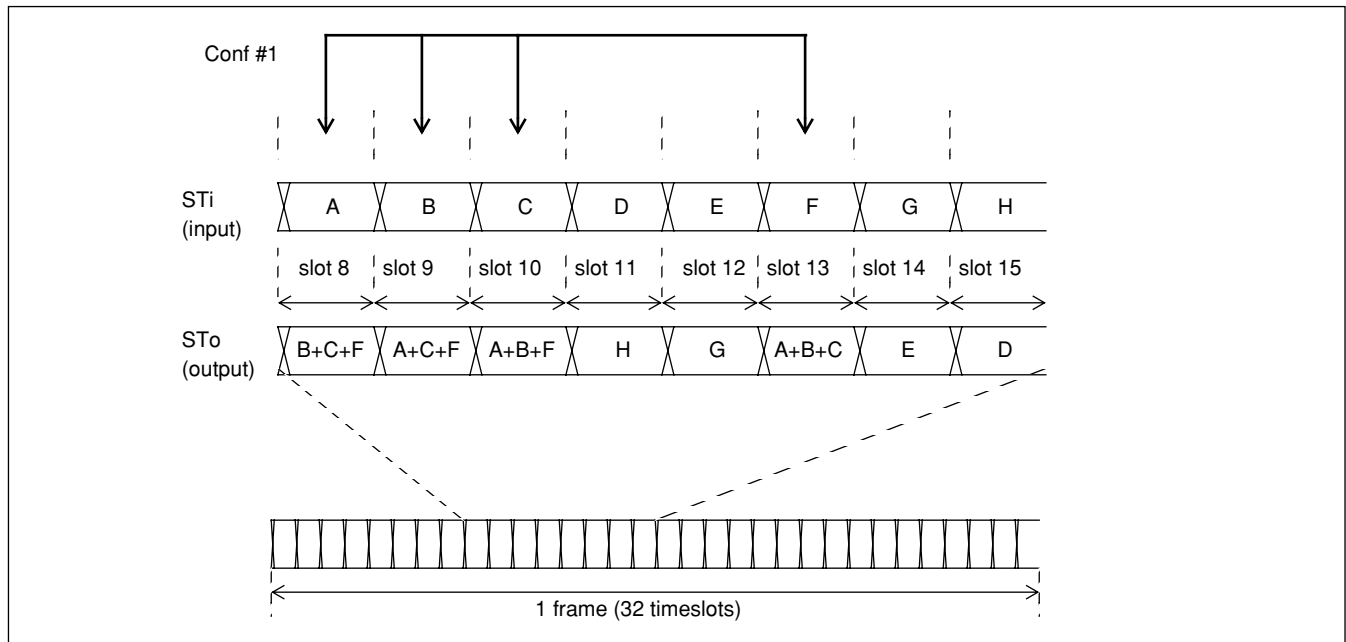 Conf #1
STi
(input)
A B C D E F G H
slot 8 slot 9 slot 10 slot 11 slot 12 slot 13 slot 14 slot 15
STo
(output)
B+C+F A+C+F A+B+F H G A+B+C E D
1 frame (32 timeslots)